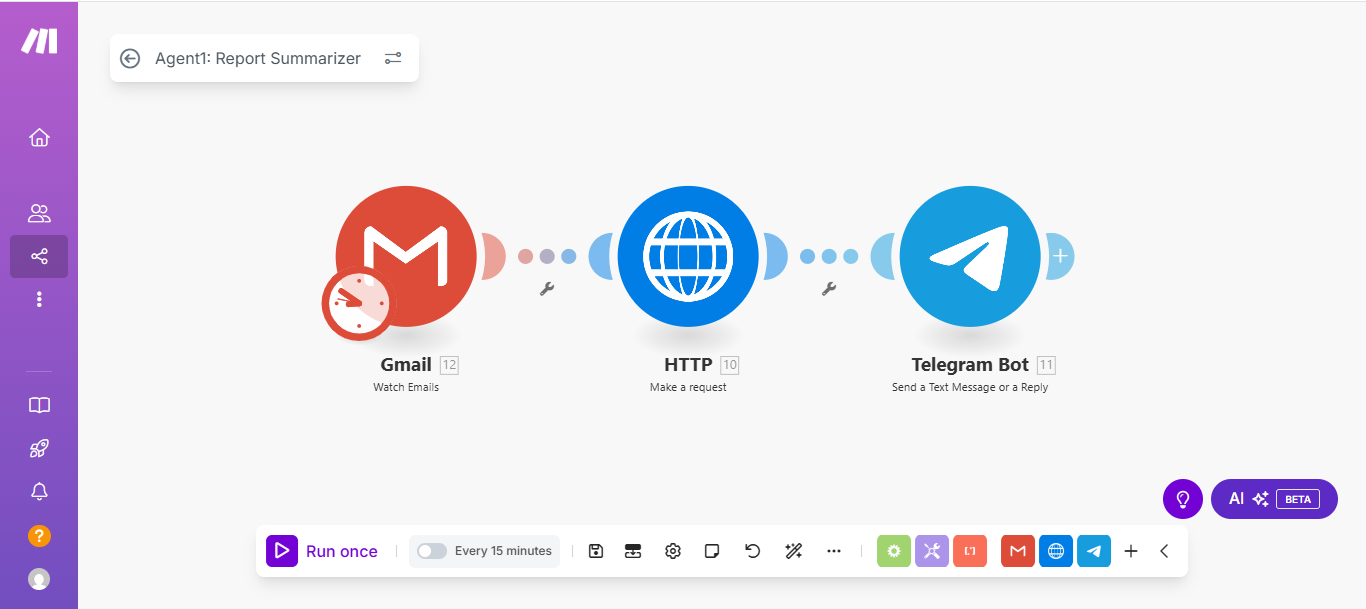 Agent1: Report Summarizer
Gmail 12
Watch Emails
HTTP 10
Make a request
Telegram Bot 11
Send a Text Message or a Reply
AI BETA
Run once
Every 15 minutes
?